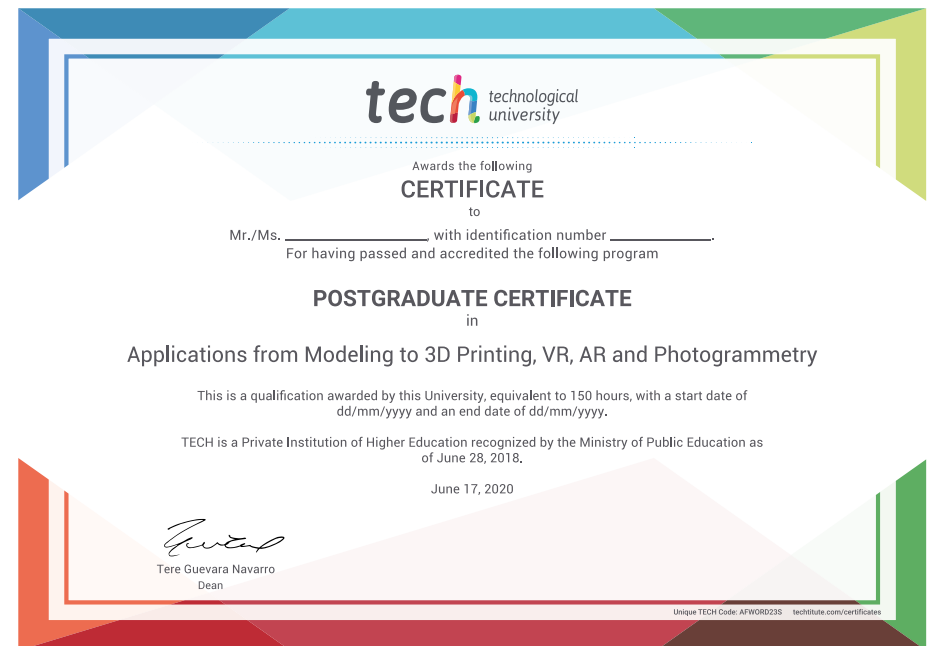 tech technological
university
Awards the following
CERTIFICATE
to
Mr./Ms. ____________________, with identification number ______________.
For having passed and accredited the following program
POSTGRADUATE CERTIFICATE
in
Applications from Modeling to 3D Printing, VR, AR and Photogrammetry
This is a qualification awarded by this University, equivalent to 150 hours, with a start date of
dd/mm/yyyy and an end date of dd/mm/yyyy.
TECH is a Private Institution of Higher Education recognized by the Ministry of Public Education as
of June 28, 2018.
June 17, 2020
Tere Guevara Navarro
Dean
Unique TECH Code: AFWORD23S techtitute.com/certificates